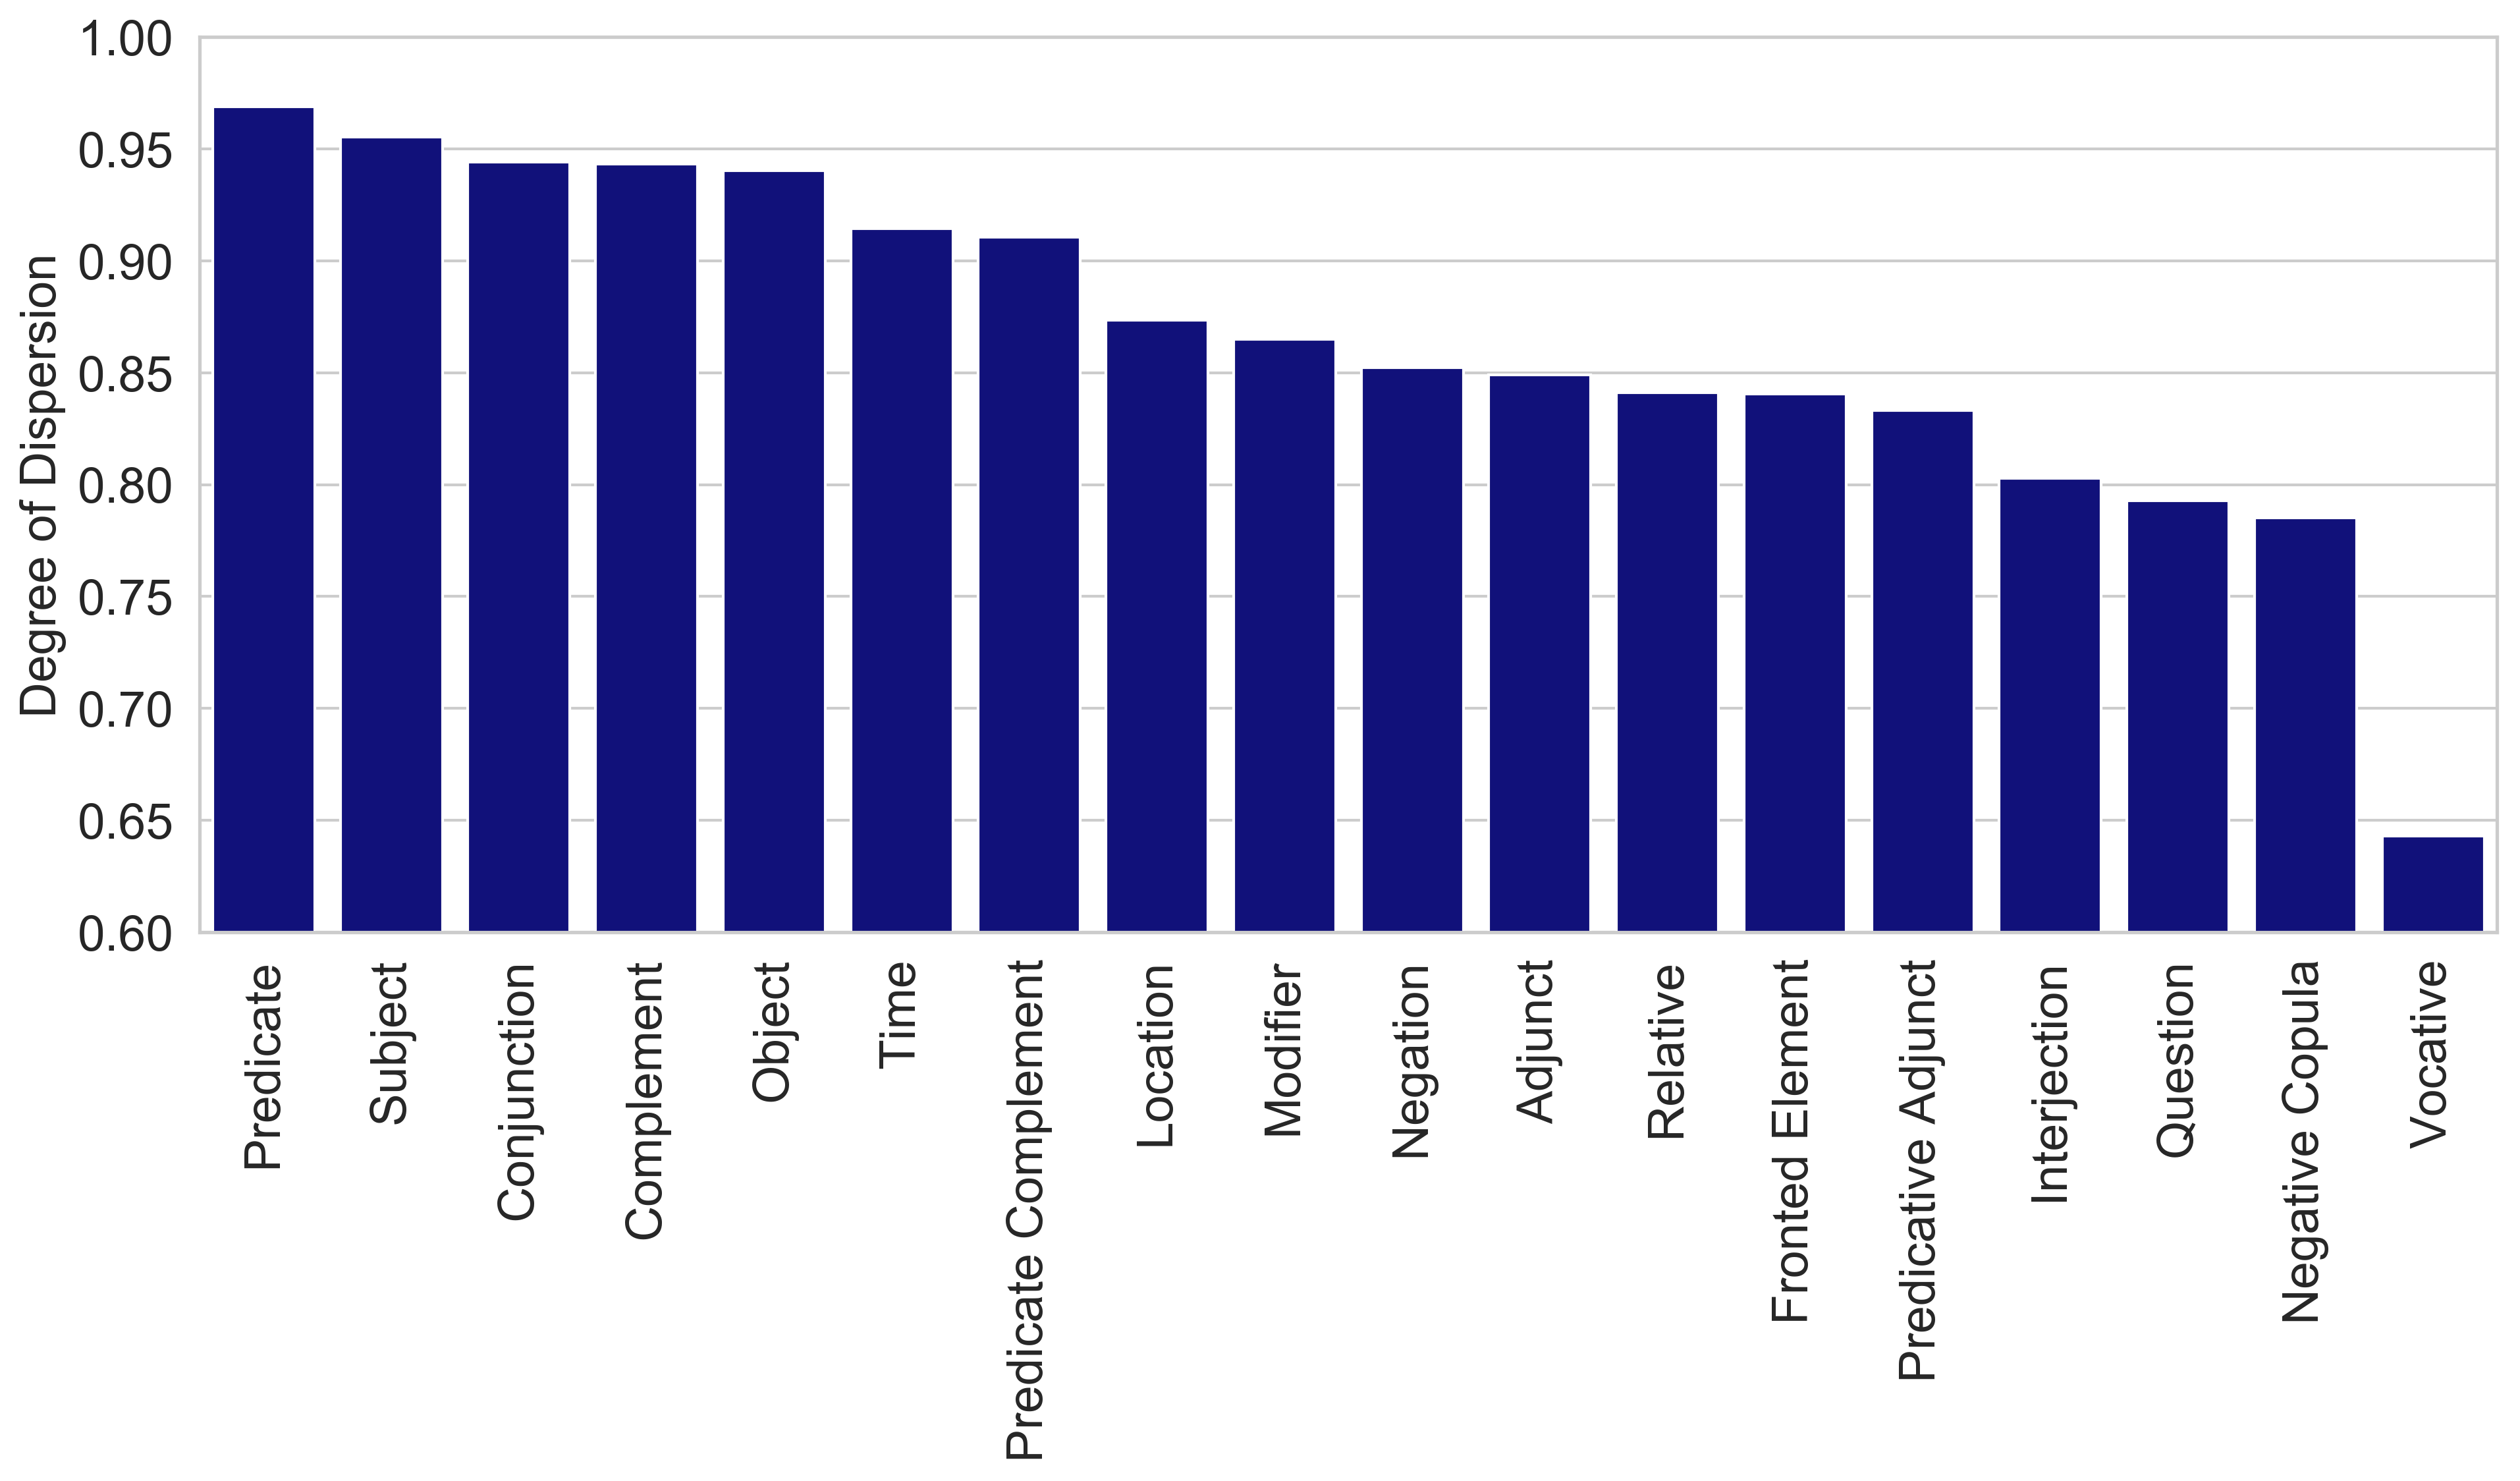 Degree of Dispersion
1.00
0.95
0.90
0.85
0.80
0.75
0.70
0.65
0.60
Predicate
Subject
Conjunction
Complement
Object
Time
Predicate Complement
Location
Modifier
Negation
Adjunct
Relative
Fronted Element
Predicative Adjunct
Interjection
Question
Negative Copula
Vocative